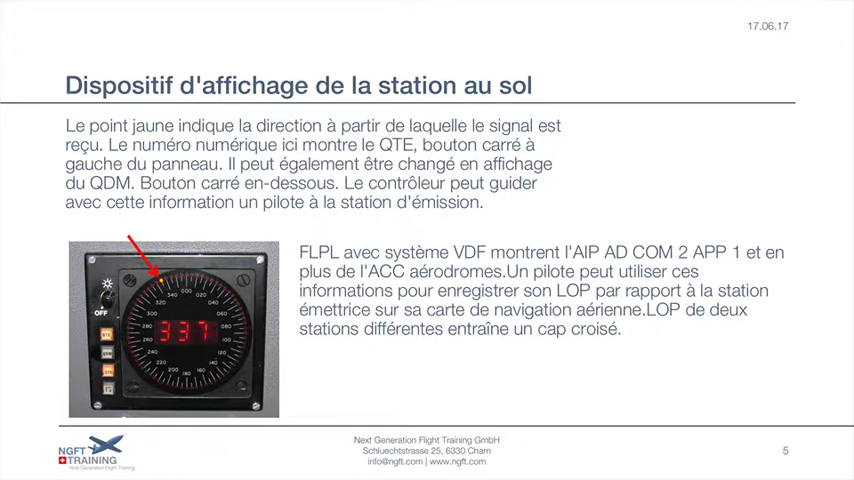 17.06.17
Dispositif d'affichage de la station au sol
Le point jaune indique la direction à partir de laquelle le signal est
reçu. Le numéro numérique ici montre le QTE, bouton carré à
gauche du panneau. Il peut également être changé en affichage
du QDM. Bouton carré en-dessous. Le contrôleur peut guider
avec cette information un pilote à la station d'émission.
FLPL avec système VDF montrent l'AIP AD COM 2 APP 1 et en
plus de l'ACC aérodromes.Un pilote peut utiliser ces
informations pour enregistrer son LOP par rapport à la station
émettrice sur sa carte de navigation aérienne.LOP de deux
stations différentes entraîne un cap croisé.
000
020
040
060
080
100
120
140
160
180
200
220
240
260
280
300
320
340
337
OFF
QTE
QDM
NGFT
TRAINING
Next Generation Flight Training
Next Generation Flight Training GmbH
Schluechtstrasse 25, 6330 Cham
info@ngft.com | www.ngft.com
5